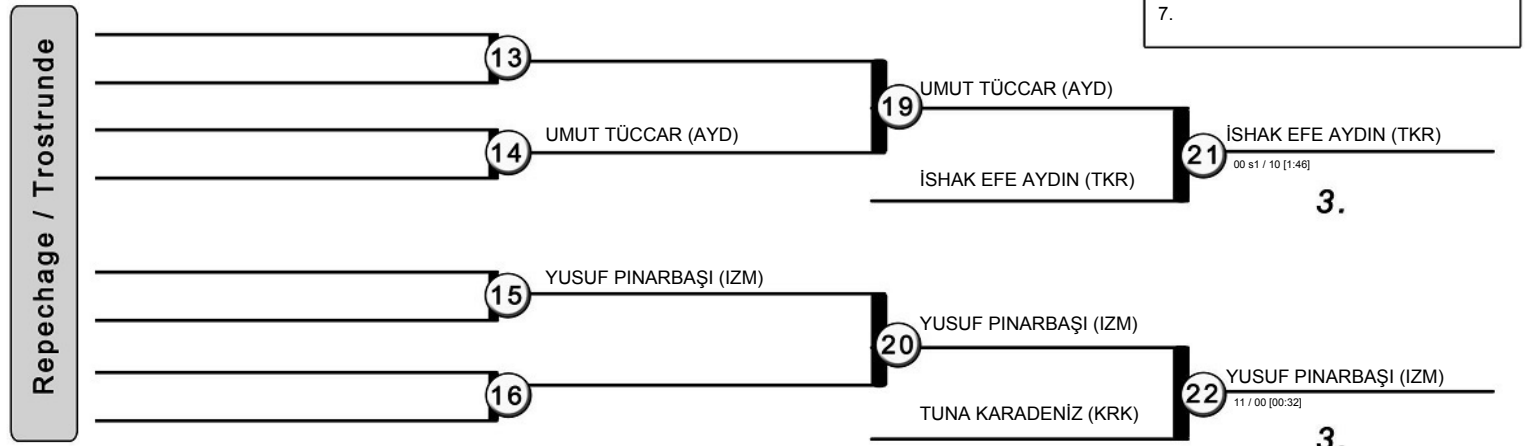 Repechage / Trostrunde
7.
13
UMUT TÜCCAR (AYD)
19
UMUT TÜCCAR (AYD)
14
İSHAK EFE AYDIN (TKR)
21
İSHAK EFE AYDIN (TKR)
00 s1 / 10 [1:46]
3.
YUSUF PINARBAŞI (IZM)
15
YUSUF PINARBAŞI (IZM)
20
16
TUNA KARADENİZ (KRK)
YUSUF PINARBAŞI (IZM)
22
11 / 00 [00:32]
3.